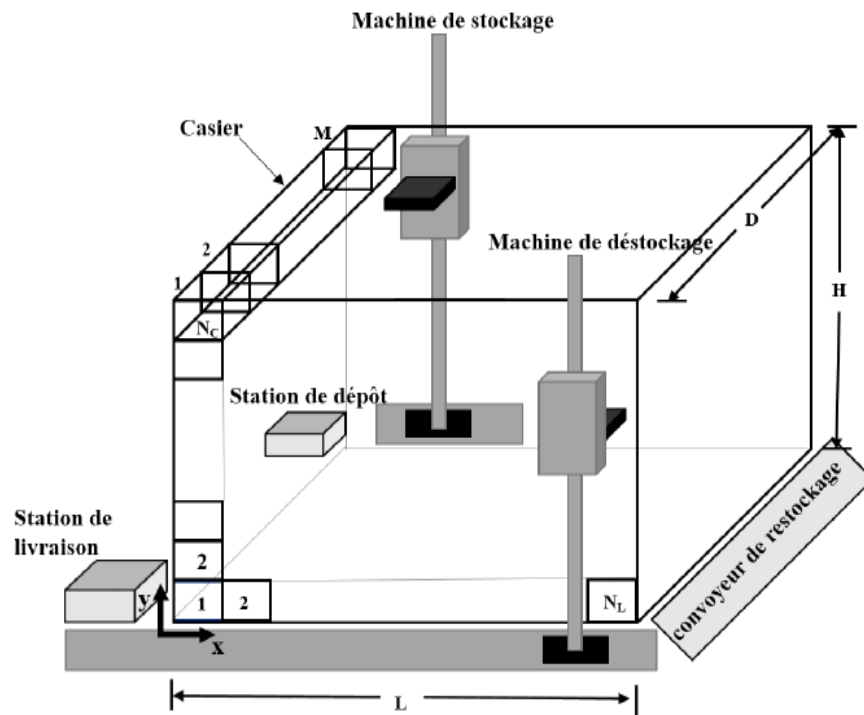 Machine de stockage
Casier
M
D
2
Machine de déstockage
1
H
N_C
Station de dépôt
Station de
livraison
2
y
1
2
N_L
convoyeur de restockage
x
L